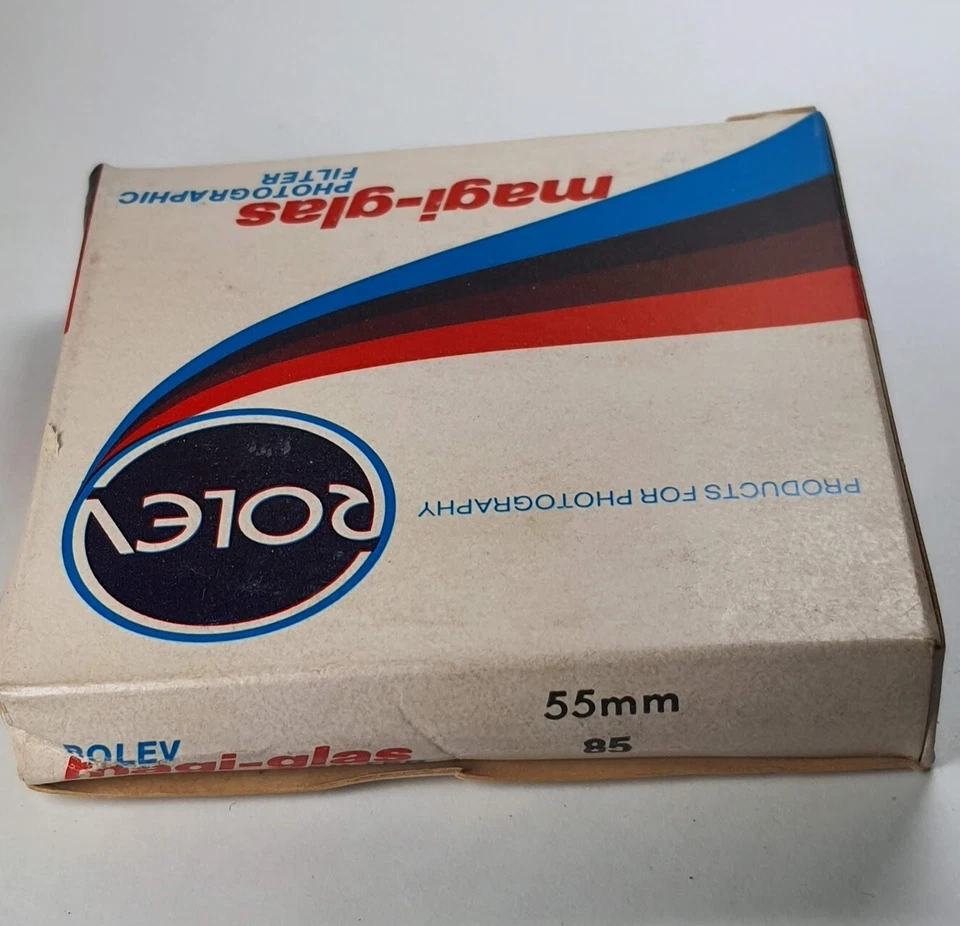 magi-glas
PHOTOGRAPHIC
FILTER
PRODUCTS FOR PHOTOGRAPHY
ROLEV
55mm
85
ROLEV
magi-glas